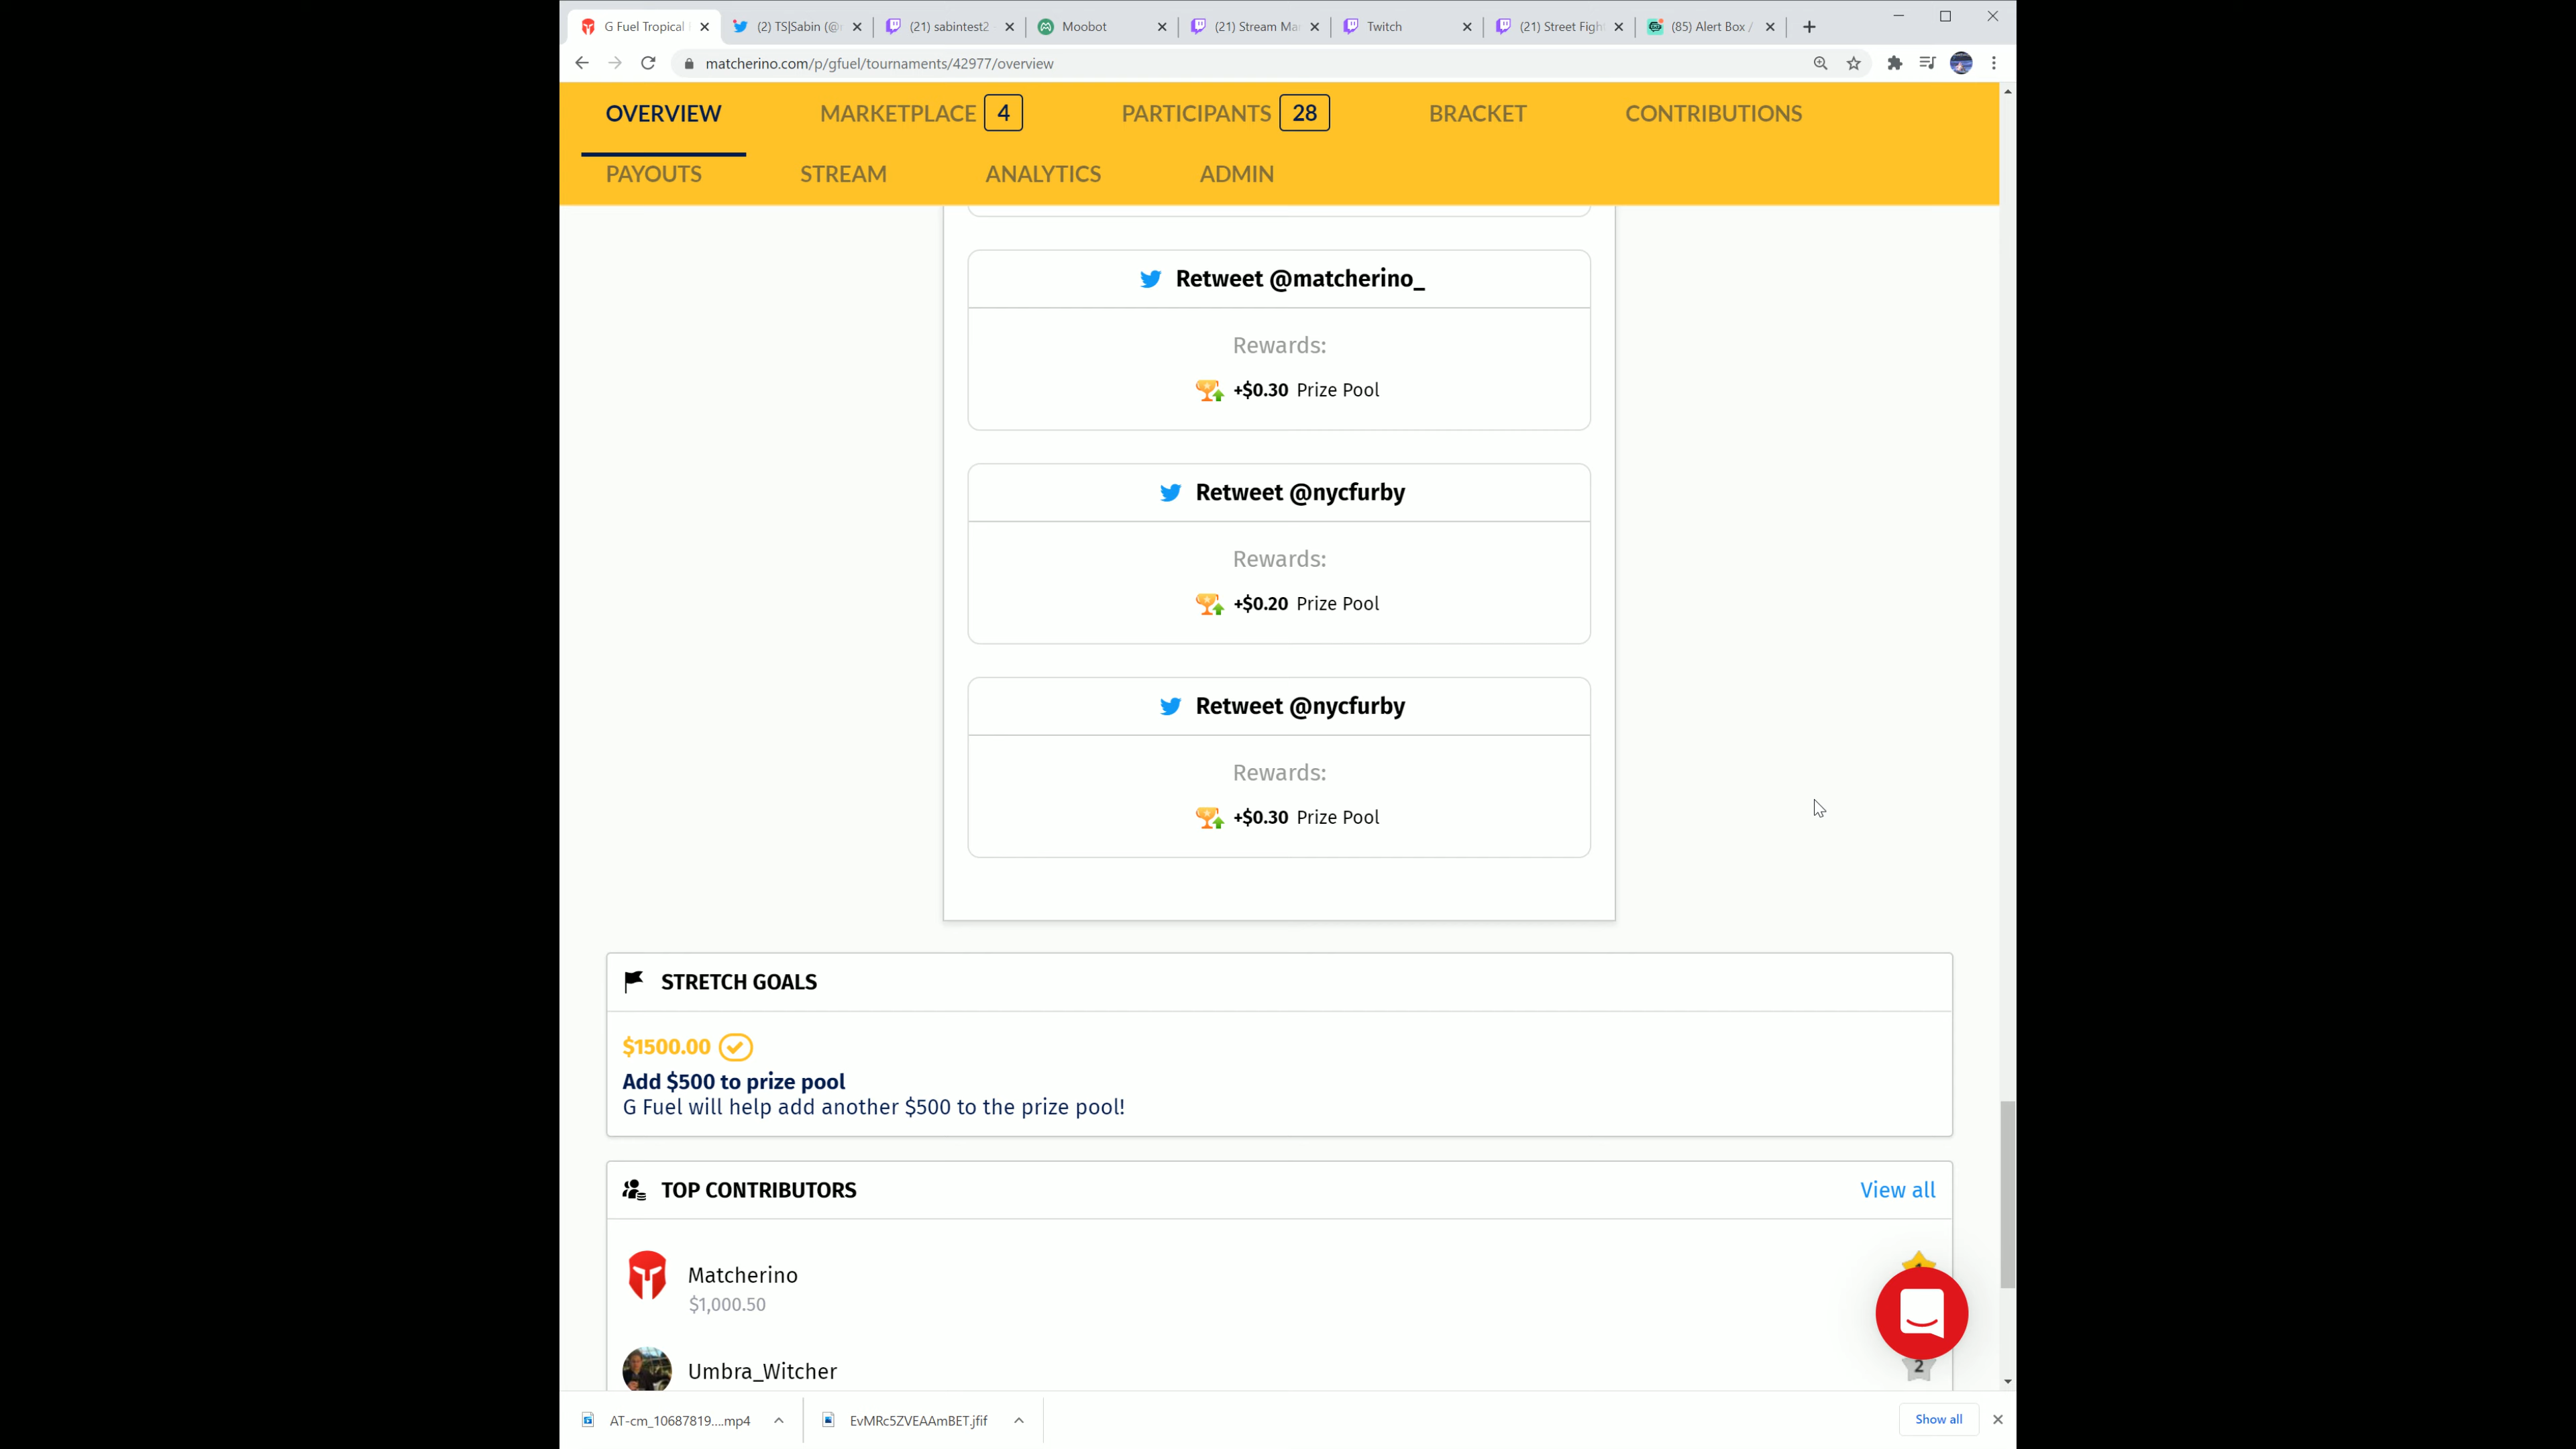 G Fuel Tropical
(2) TS|Sabin (@
(21) sabintest2
Moobot
(21) Stream Ma
Twitch
(21) Street Figh
(85) Alert Box /
matcherino.com/p/gfuel/tournaments/42977/overview
OVERVIEW
MARKETPLACE 4
PARTICIPANTS 28
BRACKET
CONTRIBUTIONS
PAYOUTS
STREAM
ANALYTICS
ADMIN
Retweet @matcherino_
Rewards:
+$0.30 Prize Pool
Retweet @nycfurby
Rewards:
+$0.20 Prize Pool
Retweet @nycfurby
Rewards:
+$0.30 Prize Pool
STRETCH GOALS
$1500.00
Add $500 to prize pool
G Fuel will help add another $500 to the prize pool!
TOP CONTRIBUTORS
View all
Matcherino
$1,000.50
Umbra_Witcher
2
AT-cm_10687819....mp4
EvMRc5ZVEAAmBET.jfif
Show all